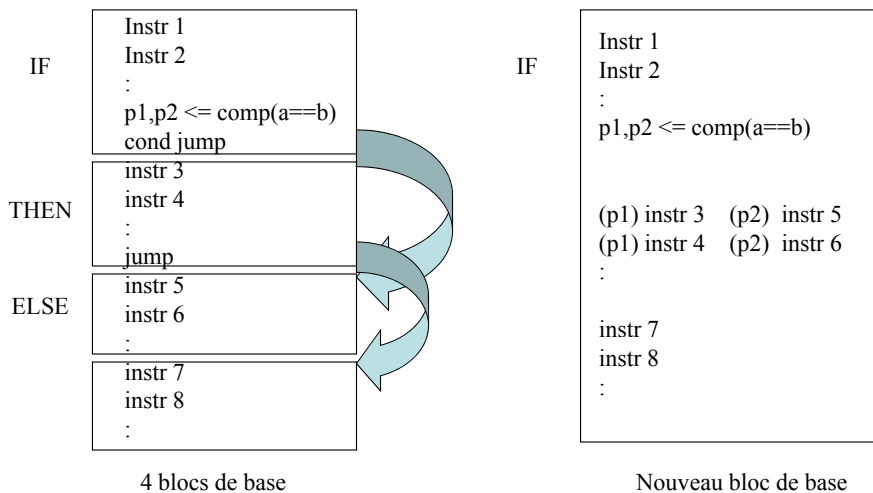 IF
Instr 1
Instr 2
:
p1,p2 <= comp(a==b)
cond jump
THEN
instr 3
instr 4
:
jump
ELSE
instr 5
instr 6
:
instr 7
instr 8
:
4 blocs de base
IF
Instr 1
Instr 2
:
p1,p2 <= comp(a==b)
(p1) instr 3 (p2) instr 5
(p1) instr 4 (p2) instr 6
:
instr 7
instr 8
:
Nouveau bloc de base